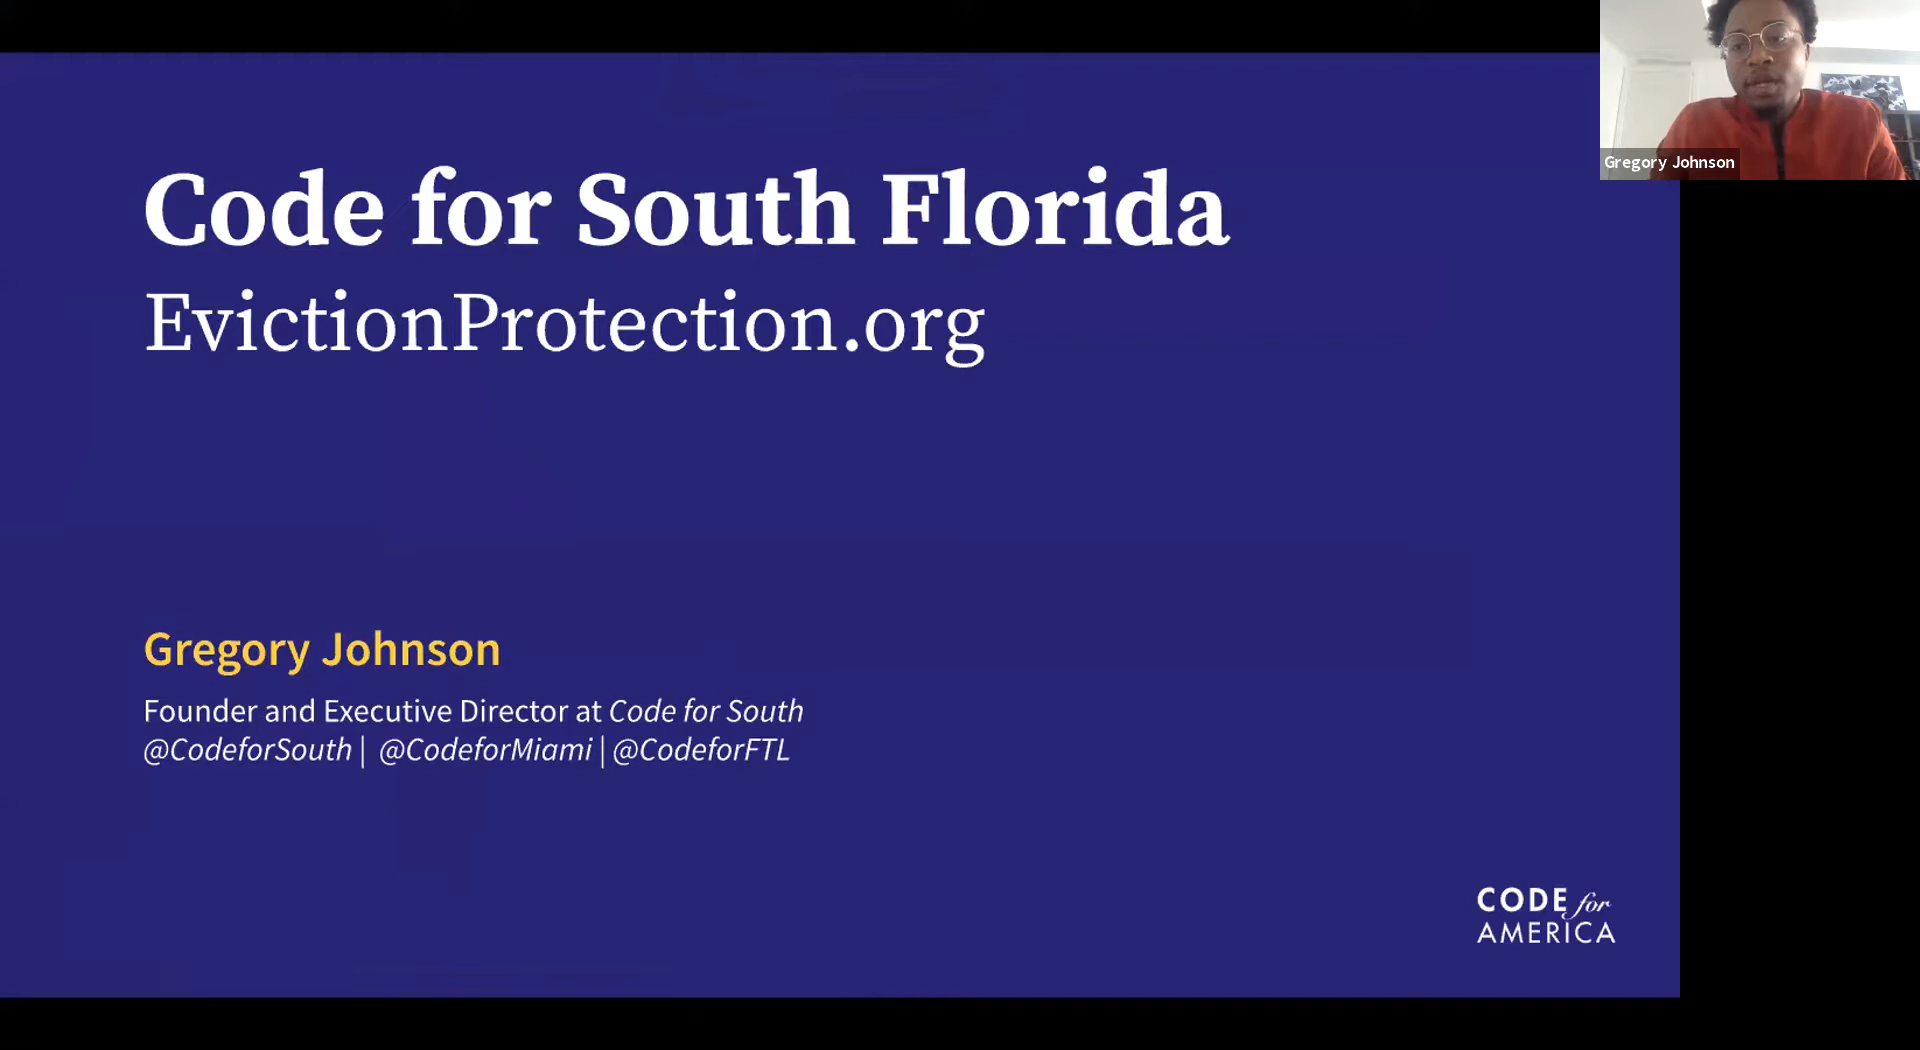 Code for South Florida
EvictionProtection.org
Gregory Johnson
Founder and Executive Director at Code for South
@CodeforSouth | @CodeforMiami | @CodeforFTL
CODE for
AMERICA
Gregory Johnson